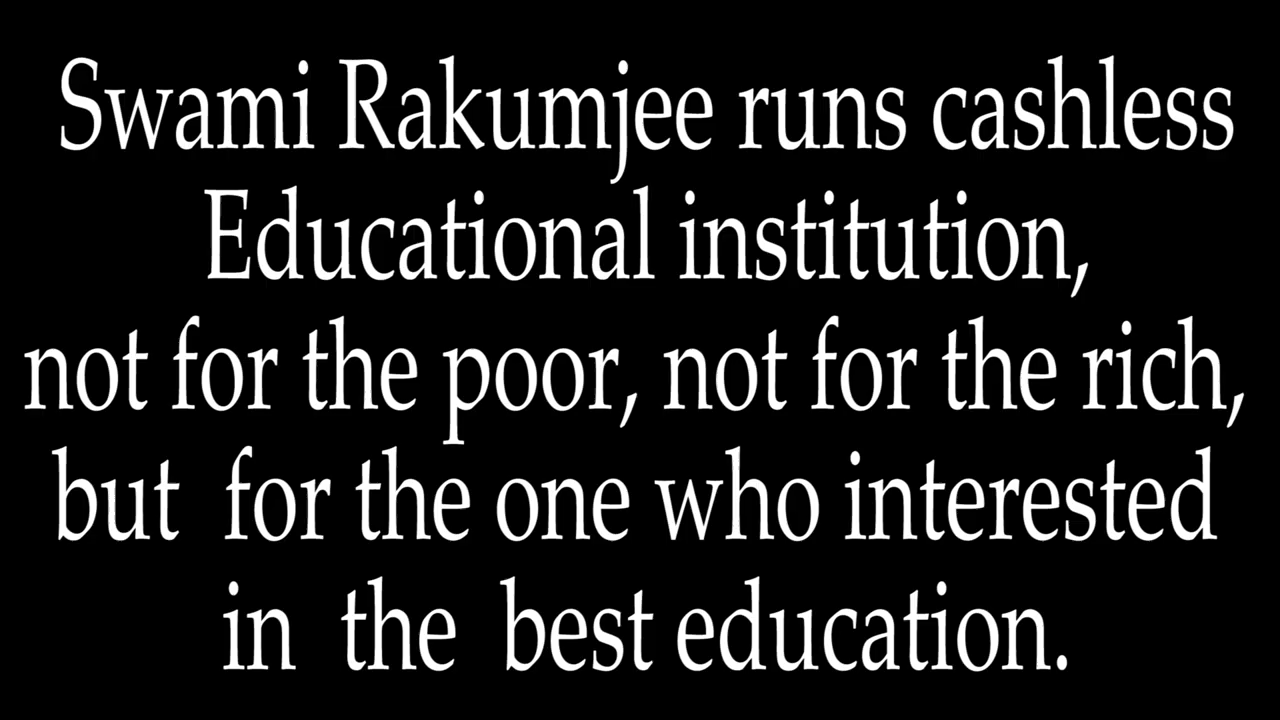 Swami Rakumjee runs cashless
Educational institution,
not for the poor, not for the rich,
but for the one who interested
in the best education.